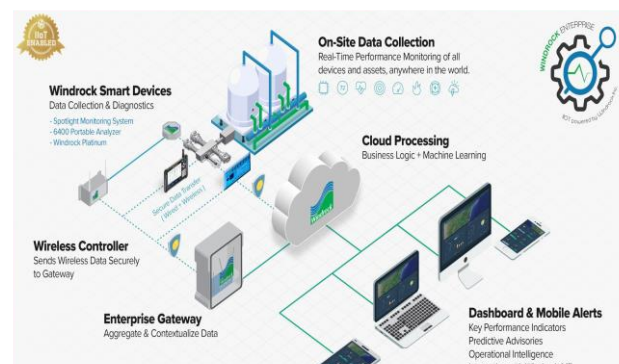 IIoT
ENABLED
On-Site Data Collection
Real-Time Performance Monitoring of all
devices and assets, anywhere in the world.
WINDROCK ENTERPRISE
Windrock Smart Devices
Data Collection & Diagnostics
- Spotlight Monitoring System
- 6400 Portable Analyzer
- Windrock Platinum
Cloud Processing
Business Logic + Machine Learning
Secure Data Transfer
( Wired + Wireless )
windrock
Wireless Controller
Sends Wireless Data Securely
to Gateway
Enterprise Gateway
Aggregate & Contextualize Data
Dashboard & Mobile Alerts
Key Performance Indicators
Predictive Advisories
Operational Intelligence